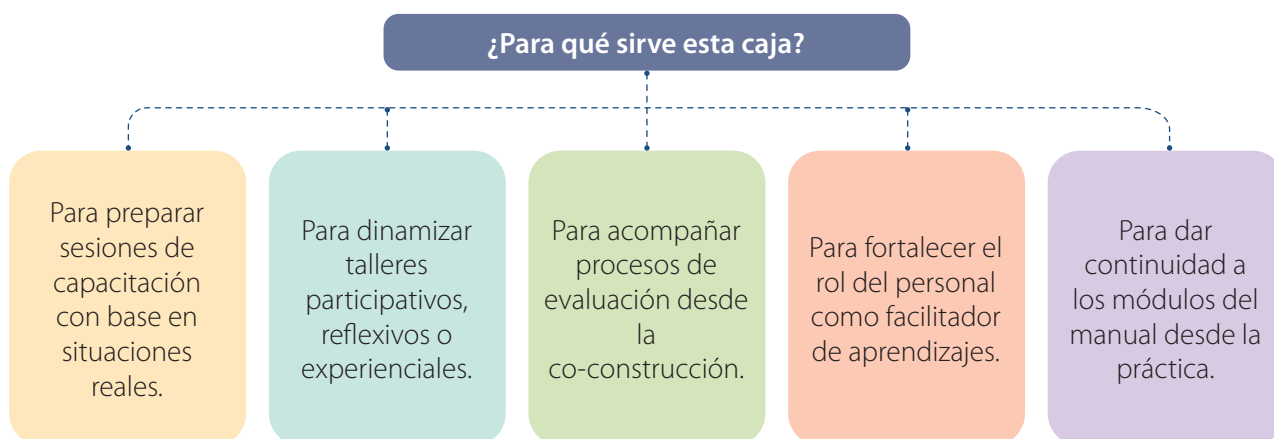 ¿Para qué sirve esta caja?
Para preparar
sesiones de
capacitación
con base en
situaciones
reales.
Para dinamizar
talleres
participativos,
reflexivos o
experienciales.
Para acompañar
procesos de
evaluación desde
la
co-construcción.
Para fortalecer el
rol del personal
como facilitador
de aprendizajes.
Para dar
continuidad a
los módulos del
manual desde la
práctica.